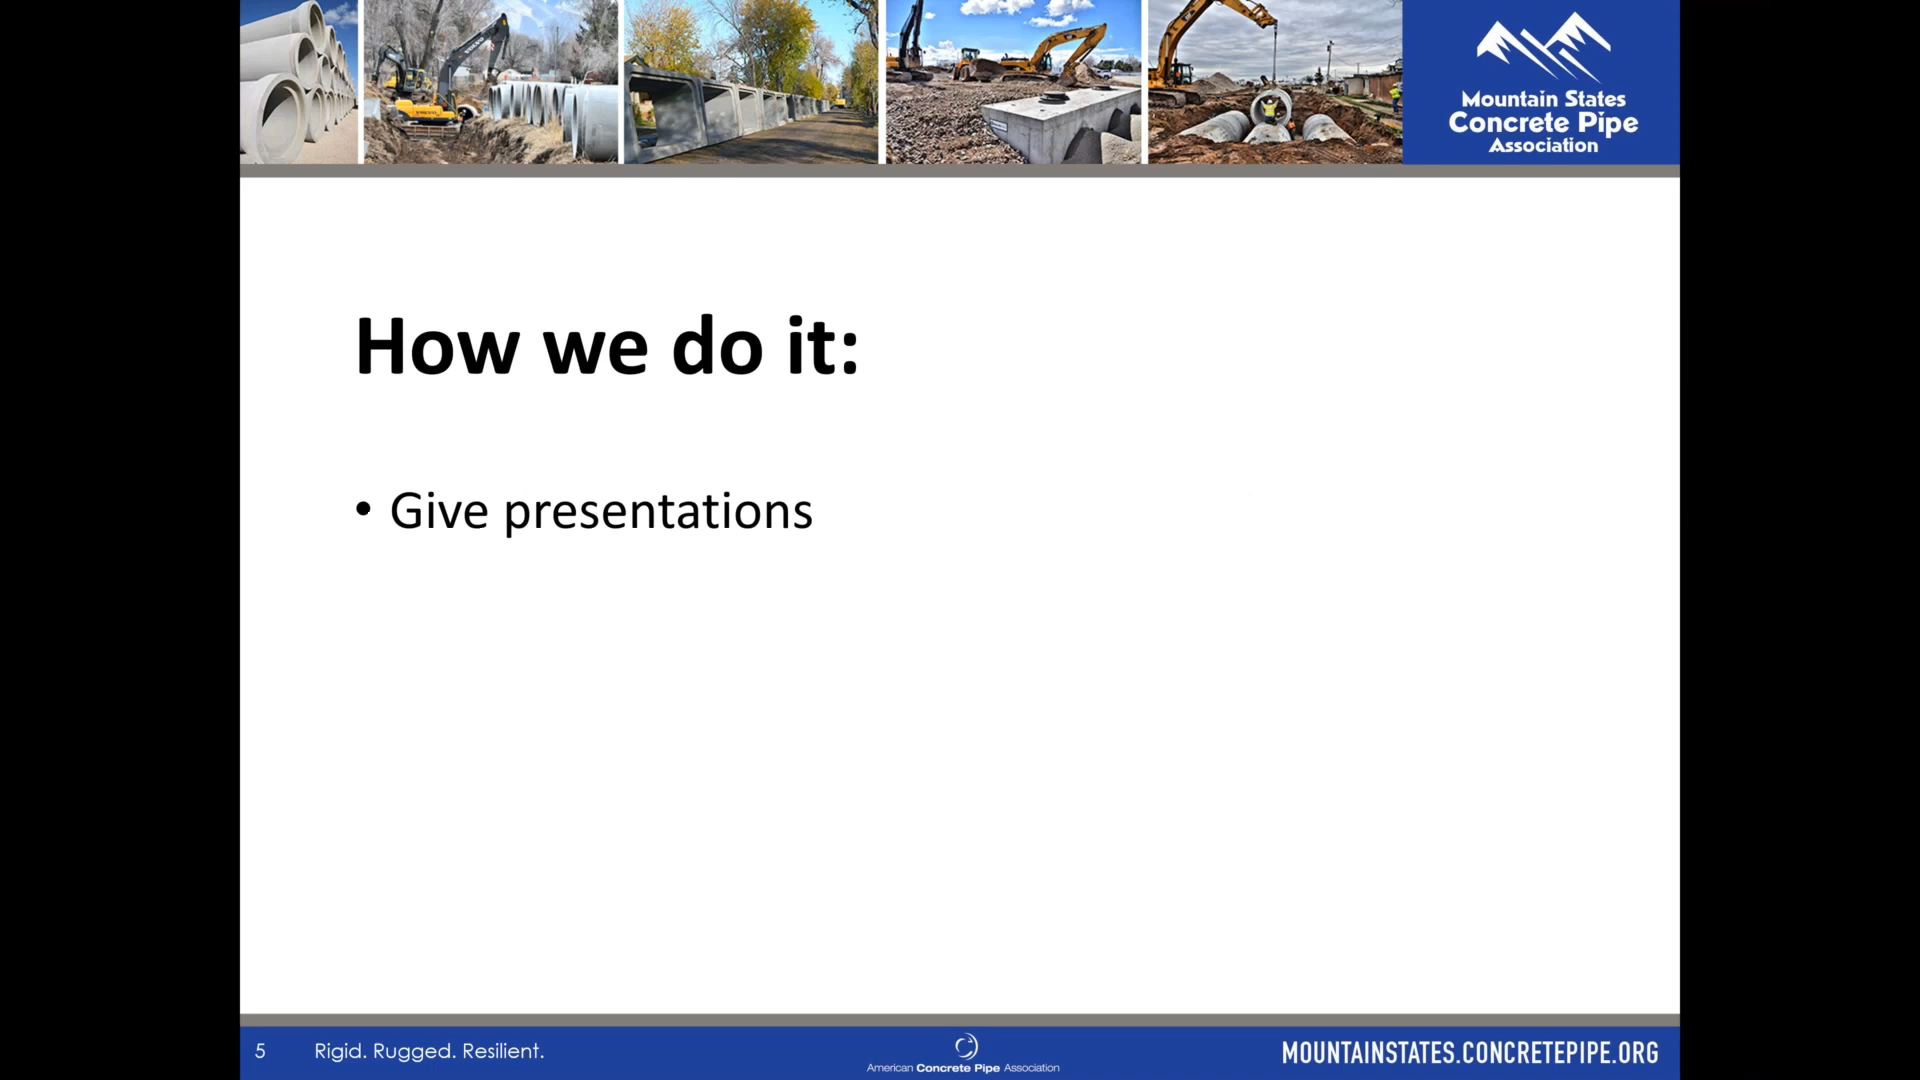 Mountain States
Concrete Pipe
Association
How we do it:
• Give presentations
5
Rigid. Rugged. Resilient.
American Concrete Pipe Association
MOUNTAINSTATES.CONCRETEPIPE.ORG